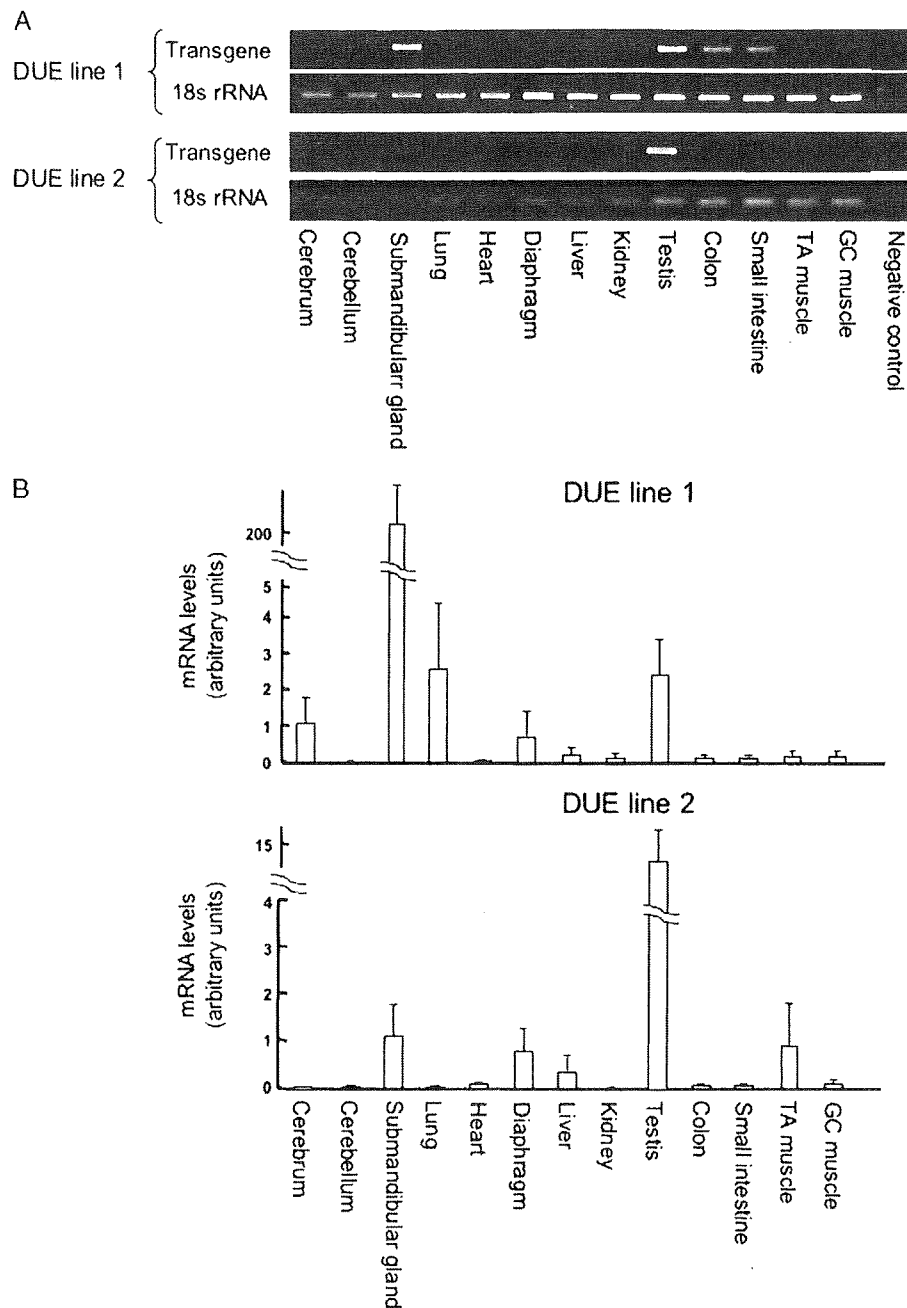 A
DUE line 1
Transgene
18s rRNA
DUE line 2
Transgene
18s rRNA
Cerebrum
Cerebellum
Submandibularr gland
Lung
Heart
Diaphragm
Liver
Kidney
Testis
Colon
Small intestine
TA muscle
GC muscle
Negative control
B
DUE line 1
mRNA levels
(arbitrary units)
200
5
4
3
2
1
0
DUE line 2
mRNA levels
(arbitrary units)
15
4
3
2
1
0
Cerebrum
Cerebellum
Submandibular gland
Lung
Heart
Diaphragm
Liver
Kidney
Testis
Colon
Small intestine
TA muscle
GC muscle